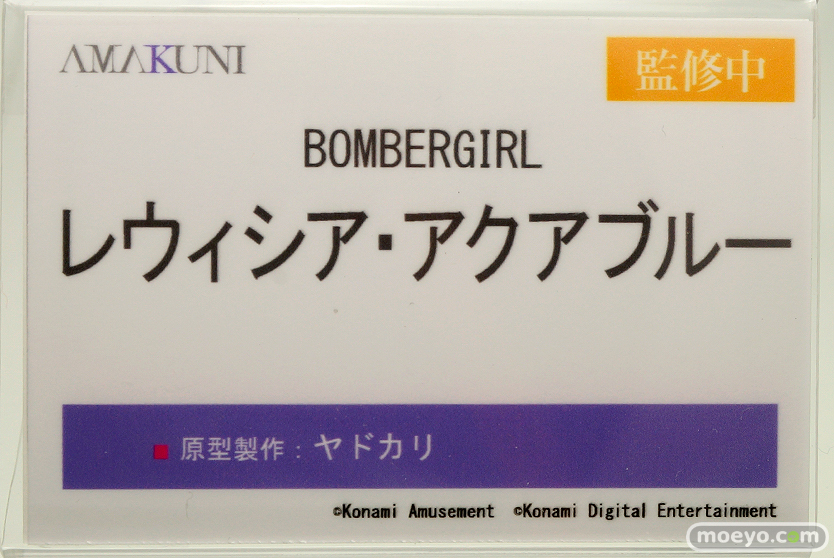 AMAKUNI
監修中
BOMBERGIRL
レウィシア・アクアブルー
■ 原型製作：ヤドカリ
©Konami Amusement ©Konami Digital Entertainment
moeyo.com